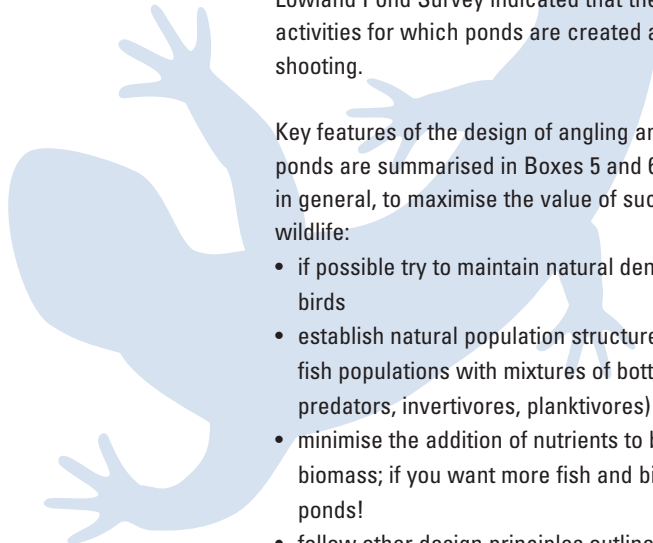 Lowland Pond Survey indicated that the
activities for which ponds are created a
shooting.
Key features of the design of angling an
ponds are summarised in Boxes 5 and 6
in general, to maximise the value of suc
wildlife:
• if possible try to maintain natural den
birds
• establish natural population structure
fish populations with mixtures of bott
predators, invertivores, planktivores)
• minimise the addition of nutrients to b
biomass; if you want more fish and bi
ponds!
• follow other design principles outline